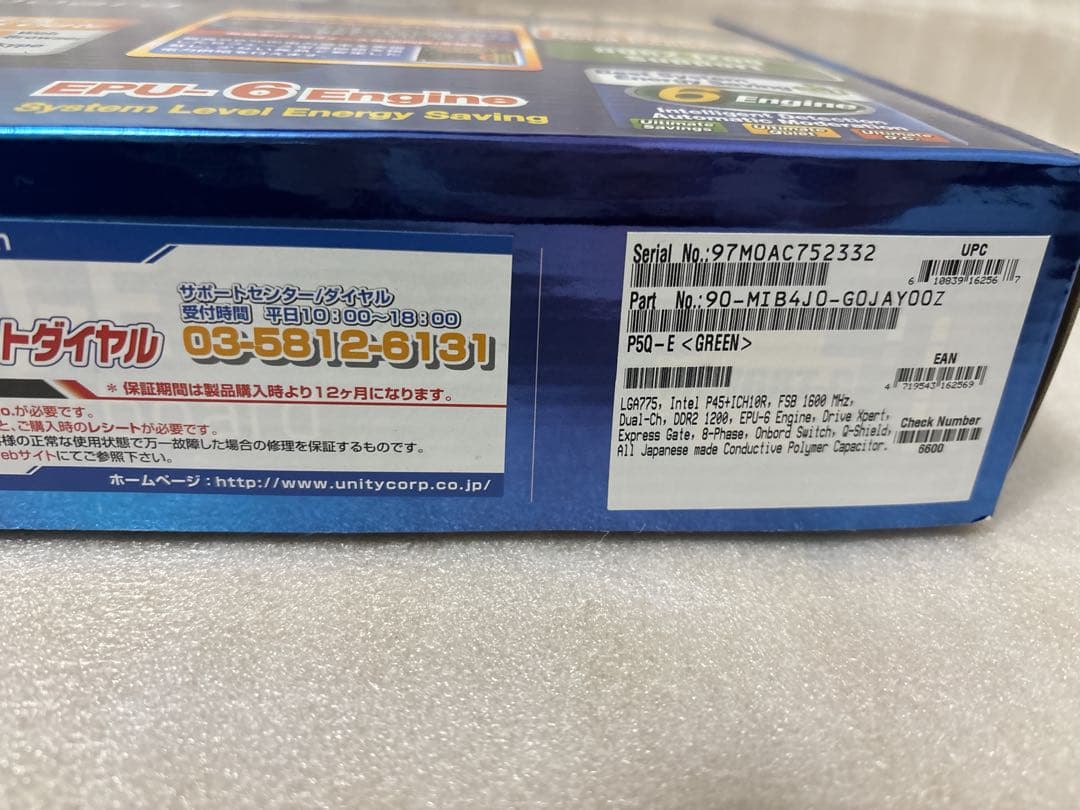 EPU-6 Engine
System Level Energy Saving
6 Engine
Intelligent Detection
Ultimate
Savings
サポートセンター/ダイヤル
受付時間 平日10:00〜18:00
トダイヤル 03-5812-6131
* 保証期間は製品購入時より12ヶ月になります。
o.が必要です。
と、ご購入時のレシートが必要です。
様の正常な使用状態で万一故障した場合の修理を保証するものです。
ebサイトにてご参照下さい。
ホームページ:http://www.unitycorp.co.jp/
Serial No.:97M0AC752332
UPC
6 10839 16256 7
Part No.:90-MIB4J0-G0JAY00Z
P5Q-E <GREEN>
EAN
4 719543 162569
LGA775, Intel P45+ICH10R, FSB 1600 MHz,
Dual-Ch, DDR2 1200, EPU-6 Engine, Drive Xpert,
Express Gate, 8-Phase, Onbord Switch, Q-Shield,
All Japanese made Conductive Polymer Capacitor.
Check Number
6600